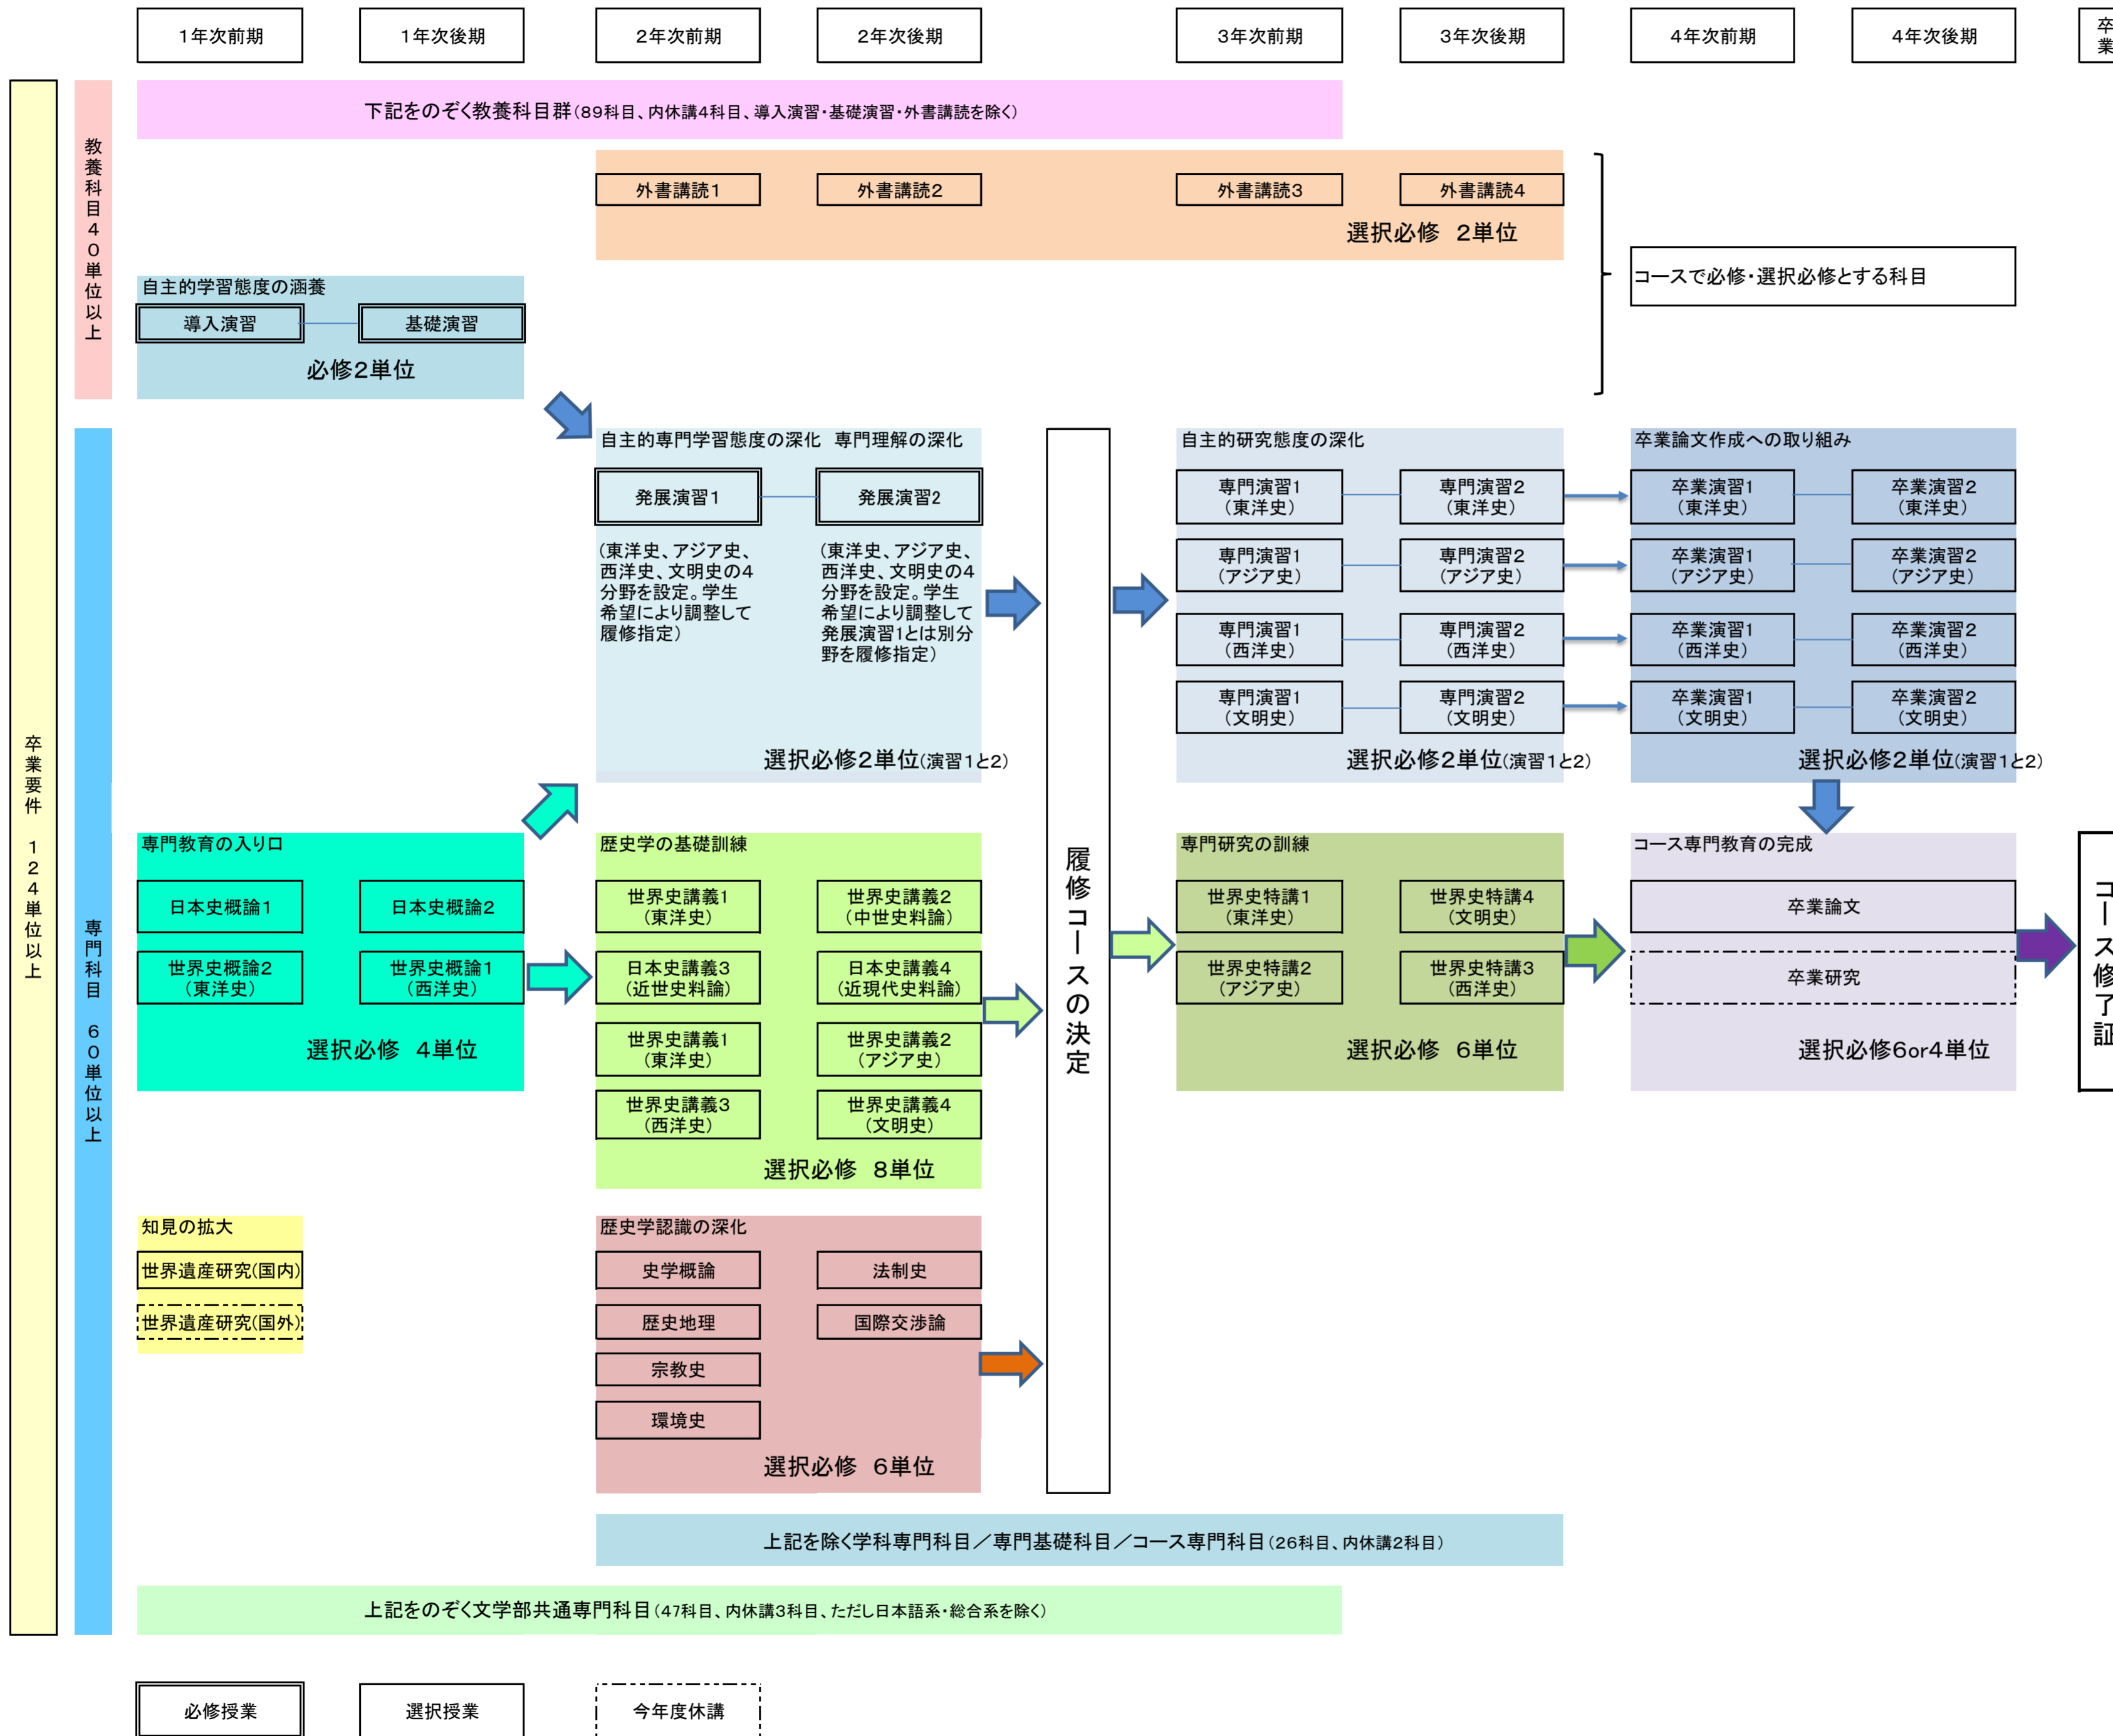 1年次前期
1年次後期
2年次前期
2年次後期
3年次前期
3年次後期
4年次前期
4年次後期
卒
業
卒業要件　124単位以上
教養科目40単位以上
下記をのぞく教養科目群(89科目、内休講4科目、導入演習・基礎演習・外書講読を除く)
外書講読1
外書講読2
外書講読3
外書講読4
選択必修　2単位
コースで必修・選択必修とする科目
自主的学習態度の涵養
導入演習
基礎演習
必修2単位
専門科目　60単位以上
自主的専門学習態度の深化　専門理解の深化
発展演習1
発展演習2
(東洋史、アジア史、
西洋史、文明史の4
分野を設定。学生
希望により調整して
履修指定)
(東洋史、アジア史、
西洋史、文明史の4
分野を設定。学生
希望により調整して
発展演習1とは別分
野を履修指定)
選択必修2単位(演習1と2)
履修コースの決定
自主的研究態度の深化
専門演習1
(東洋史)
専門演習2
(東洋史)
専門演習1
(アジア史)
専門演習2
(アジア史)
専門演習1
(西洋史)
専門演習2
(西洋史)
専門演習1
(文明史)
専門演習2
(文明史)
選択必修2単位(演習1と2)
卒業論文作成への取り組み
卒業演習1
(東洋史)
卒業演習2
(東洋史)
卒業演習1
(アジア史)
卒業演習2
(アジア史)
卒業演習1
(西洋史)
卒業演習2
(西洋史)
卒業演習1
(文明史)
卒業演習2
(文明史)
選択必修2単位(演習1と2)
専門教育の入り口
日本史概論1
日本史概論2
世界史概論2
(東洋史)
世界史概論1
(西洋史)
選択必修　4単位
歴史学の基礎訓練
世界史講義1
(東洋史)
世界史講義2
(中世史料論)
日本史講義3
(近世史料論)
日本史講義4
(近現代史料論)
世界史講義1
(東洋史)
世界史講義2
(アジア史)
世界史講義3
(西洋史)
世界史講義4
(文明史)
選択必修　8単位
専門研究の訓練
世界史特講1
(東洋史)
世界史特講4
(文明史)
世界史特講2
(アジア史)
世界史特講3
(西洋史)
選択必修　6単位
コース専門教育の完成
卒業論文
卒業研究
選択必修6or4単位
コース修了証
知見の拡大
世界遺産研究(国内)
世界遺産研究(国外)
歴史学認識の深化
史学概論
法制史
歴史地理
国際交渉論
宗教史
環境史
選択必修　6単位
上記を除く学科専門科目／専門基礎科目／コース専門科目(26科目、内休講2科目)
上記をのぞく文学部共通専門科目(47科目、内休講3科目、ただし日本語系・総合系を除く)
必修授業
選択授業
今年度休講